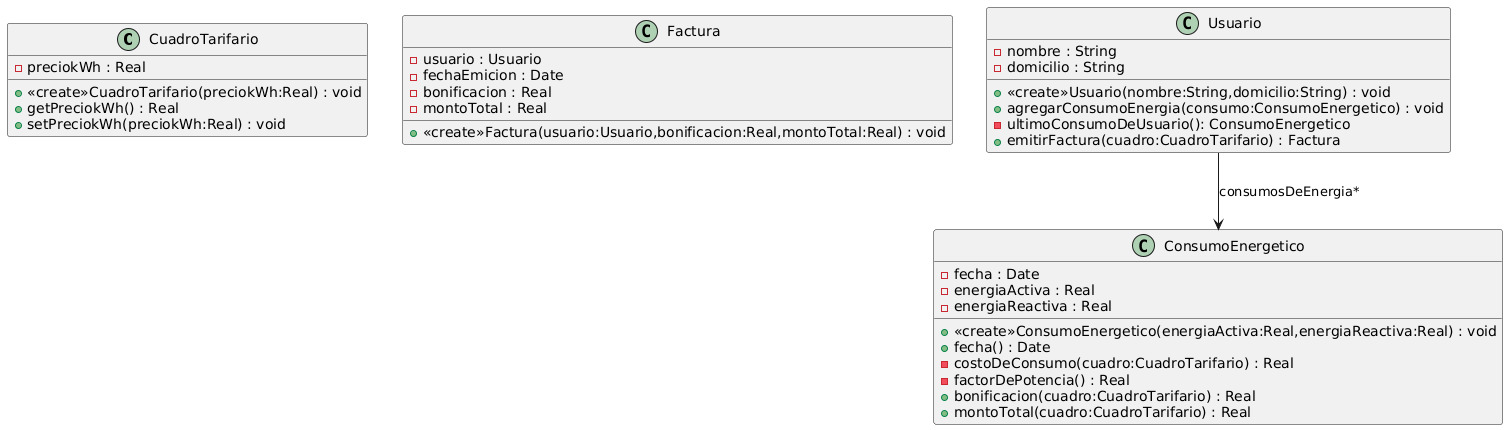 C CuadroTarifario
preciokWh : Real
«create»CuadroTarifario(preciokWh:Real) : void
getPreciokWh() : Real
setPreciokWh(preciokWh:Real) : void
C Factura
usuario : Usuario
fechaEmicion : Date
bonificacion : Real
montoTotal : Real
«create»Factura(usuario:Usuario,bonificacion:Real,montoTotal:Real) : void
C Usuario
nombre : String
domicilio : String
«create»Usuario(nombre:String,domicilio:String) : void
agregarConsumoEnergia(consumo:ConsumoEnergetico) : void
ultimoConsumoDeUsuario(): ConsumoEnergetico
emitirFactura(cuadro:CuadroTarifario) : Factura
consumosDeEnergia*
C ConsumoEnergetico
fecha : Date
energiaActiva : Real
energiaReactiva : Real
«create»ConsumoEnergetico(energiaActiva:Real,energiaReactiva:Real) : void
fecha() : Date
costoDeConsumo(cuadro:CuadroTarifario) : Real
factorDePotencia() : Real
bonificacion(cuadro:CuadroTarifario) : Real
montoTotal(cuadro:CuadroTarifario) : Real